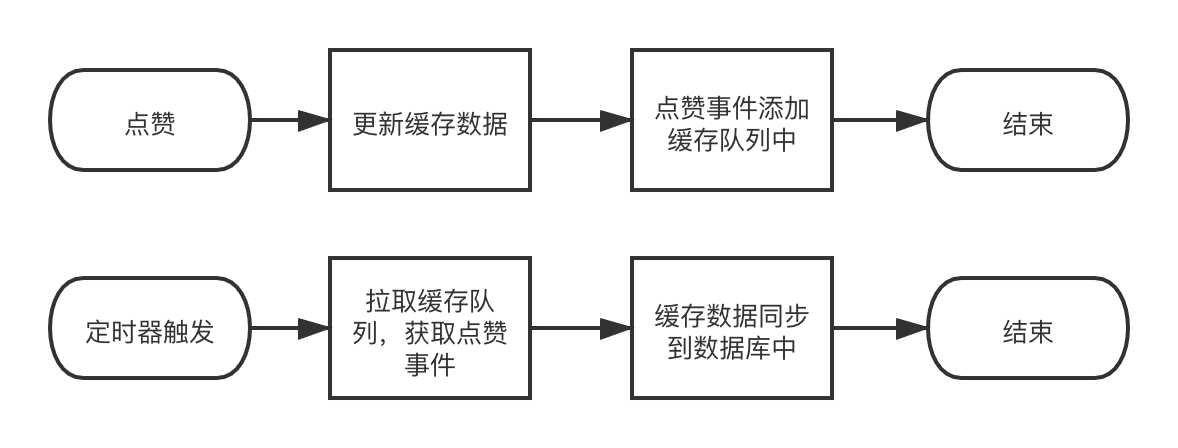 点赞
更新缓存数据
点赞事件添加
缓存队列中
结束
定时器触发
拉取缓存队
列，获取点赞
事件
缓存数据同步
到数据库中
结束